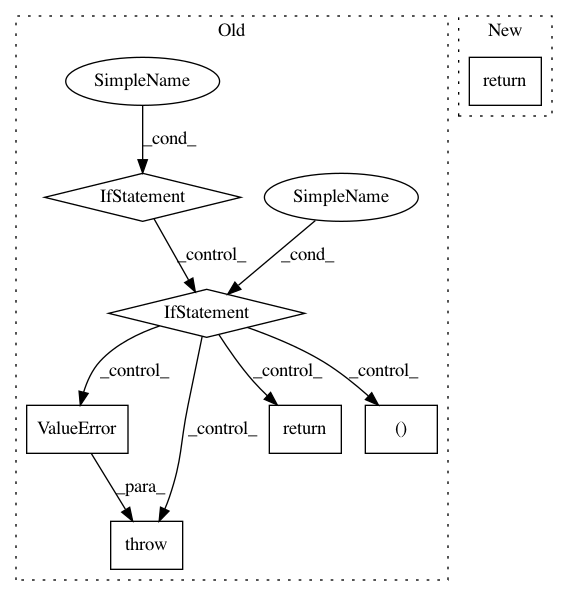 Old
New
SimpleName
return
_cond_
IfStatement
SimpleName
_control_
_cond_
IfStatement
_control_
_control_
_control_
_control_
ValueError
return
()
_para_
throw